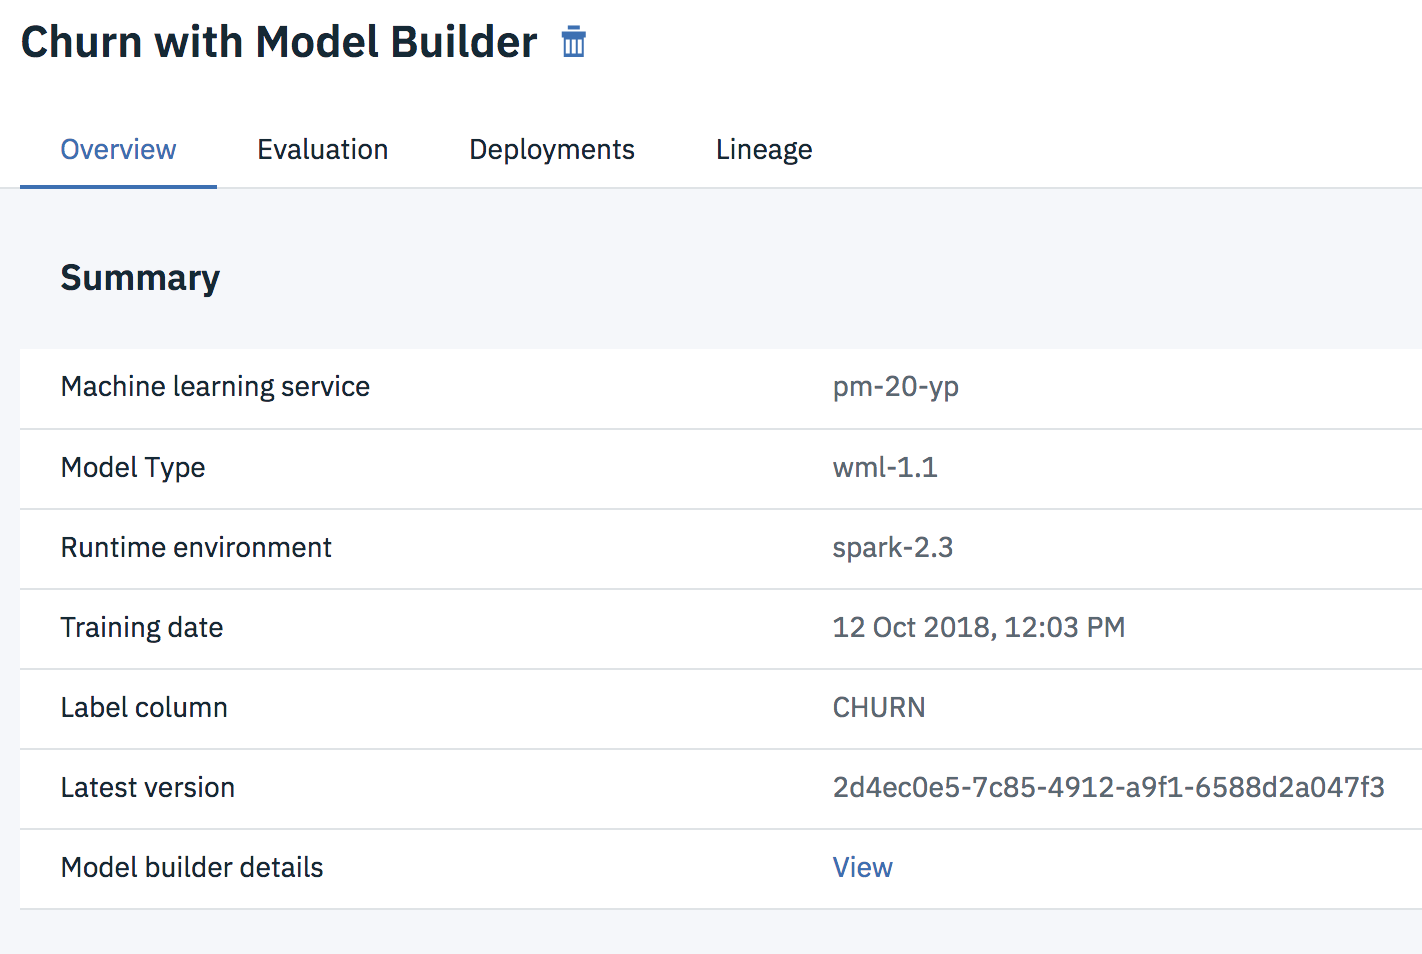 Churn with Model Builder
Overview Evaluation Deployments Lineage
Summary
Machine learning service pm-20-yp
Model Type wml-1.1
Runtime environment spark-2.3
Training date 12 Oct 2018, 12:03 PM
Label column CHURN
Latest version 2d4ec0e5-7c85-4912-a9f1-6588d2a047f3
Model builder details View